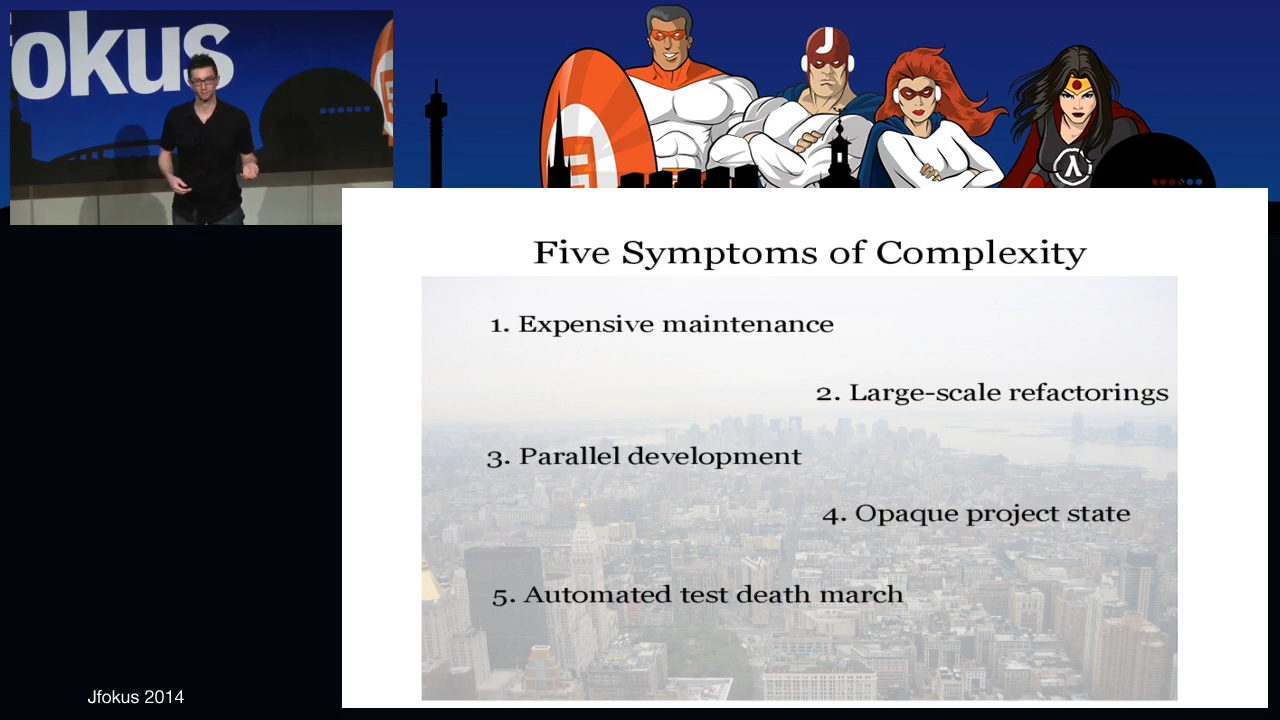 fokus
J
λ
Five Symptoms of Complexity
1. Expensive maintenance
2. Large-scale refactorings
3. Parallel development
4. Opaque project state
5. Automated test death march
Jfokus 2014